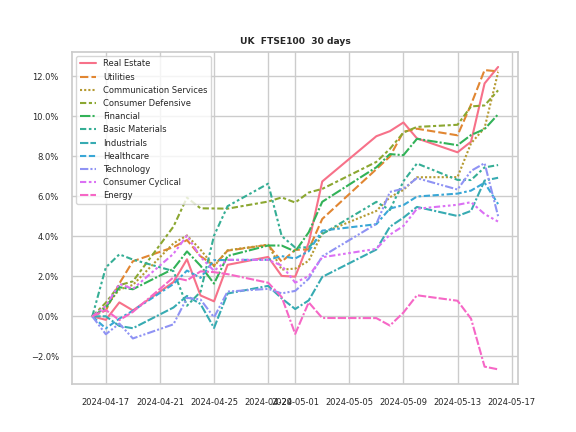 UK  FTSE100  30 days
Real Estate
Utilities
Communication Services
Consumer Defensive
Financial
Basic Materials
Industrials
Healthcare
Technology
Consumer Cyclical
Energy
12.0%
10.0%
8.0%
6.0%
4.0%
2.0%
0.0%
−2.0%
2024-04-17 2024-04-21 2024-04-25 2024-04-29 2024-05-01 2024-05-05 2024-05-09 2024-05-13 2024-05-17